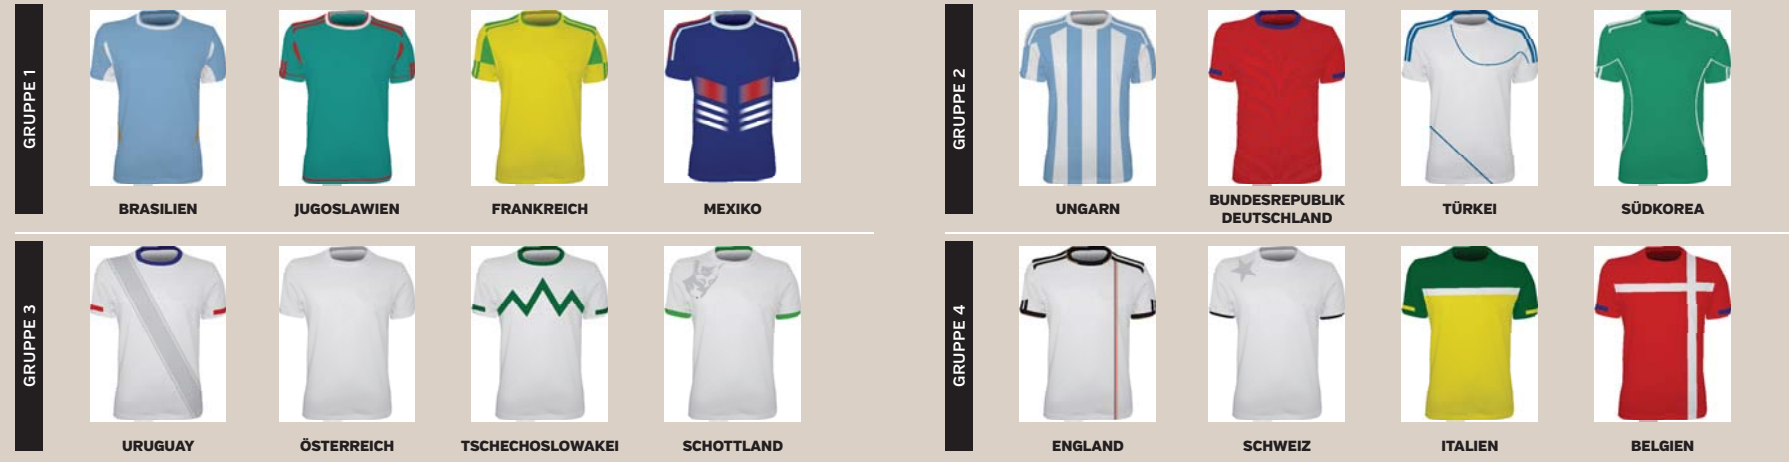 GRUPPE 1
BRASILIEN
JUGOSLAWIEN
FRANKREICH
MEXIKO
GRUPPE 2
UNGARN
BUNDESREPUBLIK
DEUTSCHLAND
TÜRKEI
SÜDKOREA
GRUPPE 3
URUGUAY
ÖSTERREICH
TSCHECHOSLOWAKEI
SCHOTTLAND
GRUPPE 4
ENGLAND
SCHWEIZ
ITALIEN
BELGIEN